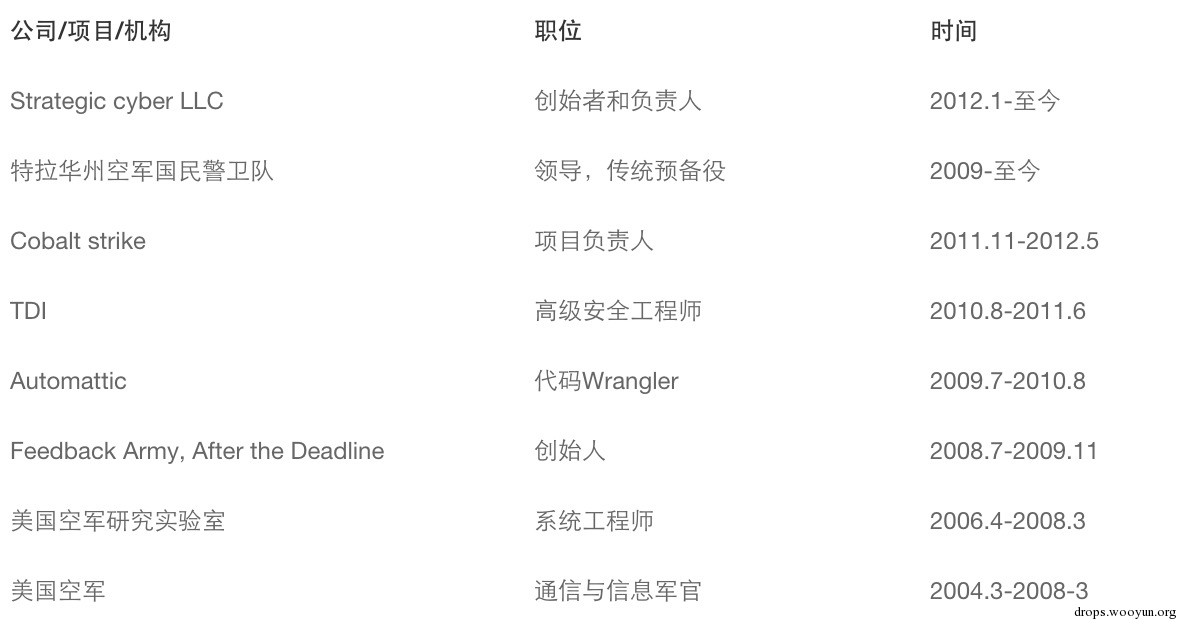 公司/项目/机构 职位 时间
Strategic cyber LLC 创始者和负责人 2012.1-至今
特拉华州空军国民警卫队 领导，传统预备役 2009-至今
Cobalt strike 项目负责人 2011.11-2012.5
TDI 高级安全工程师 2010.8-2011.6
Automattic 代码Wrangler 2009.7-2010.8
Feedback Army, After the Deadline 创始人 2008.7-2009.11
美国空军研究实验室 系统工程师 2006.4-2008.3
美国空军 通信与信息军官 2004.3-2008-3
drops.wooyun.org